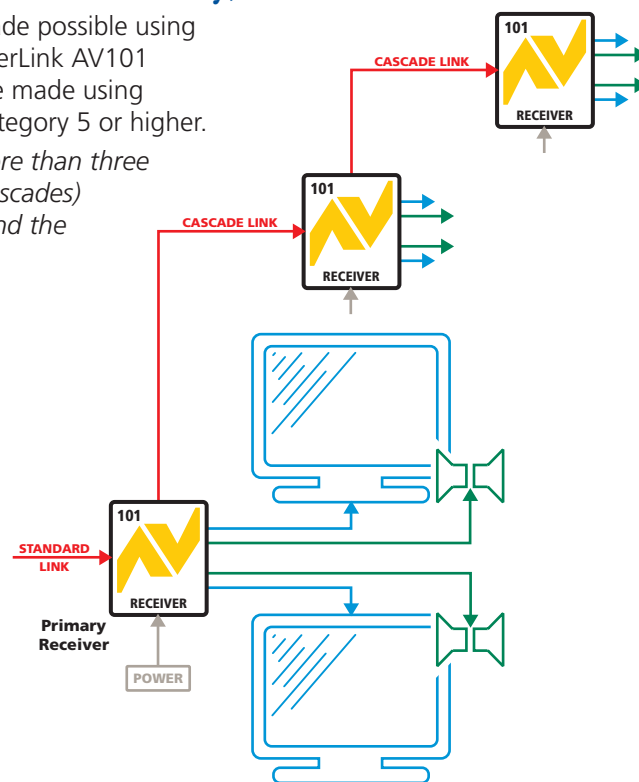 de possible using
erLink AV101
e made using
tegory 5 or higher.
re than three
scades)
nd the
101
RECEIVER
CASCADE LINK
101
RECEIVER
CASCADE LINK
101
RECEIVER
STANDARD
LINK
Primary
Receiver
POWER